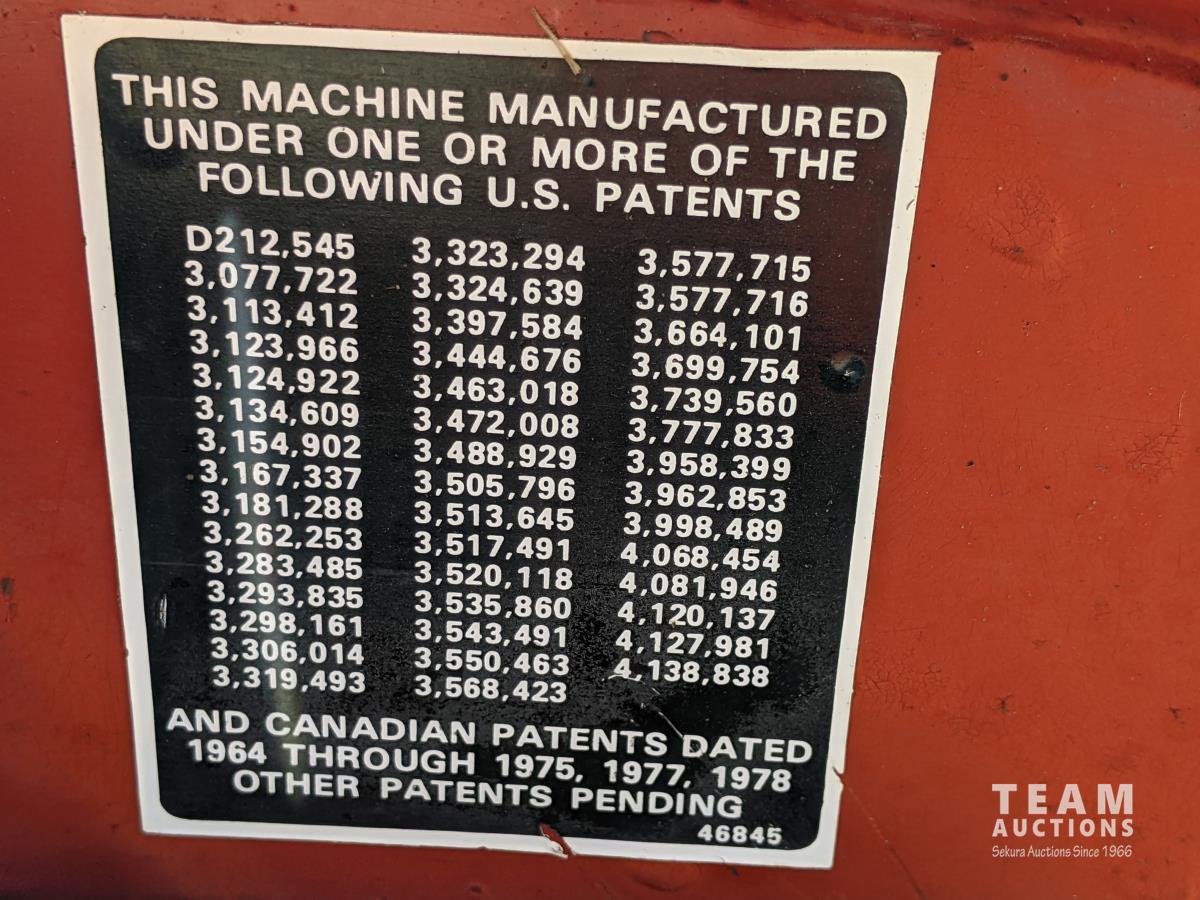 THIS MACHINE MANUFACTURED
UNDER ONE OR MORE OF THE
FOLLOWING U.S. PATENTS
D212,545 3,323,294 3,577,715
3,077,722 3,324,639 3,577,716
3,113,412 3,397,584 3,664,101
3,123,966 3,444,676 3,699,754
3,124,922 3,463,018 3,739,560
3,134,609 3,472,008 3,777,833
3,154,902 3,488,929 3,958,399
3,167,337 3,505,796 3,962,853
3,181,288 3,513,645 3,998,489
3,262,253 3,517,491 4,068,454
3,283,485 3,520,118 4,081,946
3,293,835 3,535,860 4,120,137
3,298,161 3,543,491 4,127,981
3,306,014 3,550,463 4,138,838
3,319,493 3,568,423
AND CANADIAN PATENTS DATED
1964 THROUGH 1975, 1977, 1978
OTHER PATENTS PENDING
46845
TEAM
AUCTIONS
Sekura Auctions Since 1966